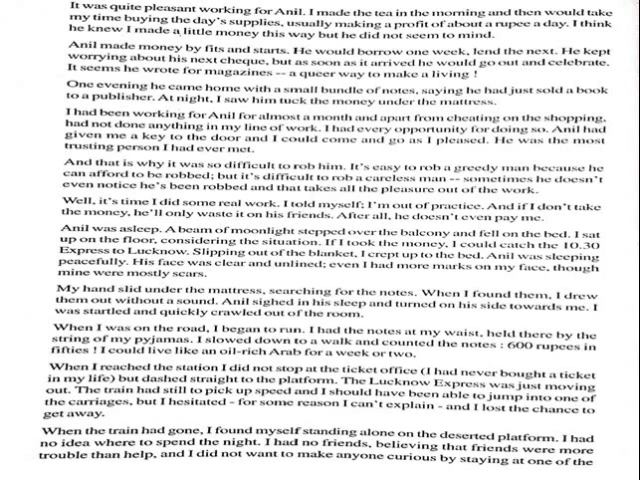 It was quite pleasant working for Anil. I made the tea in the morning and then would take
my time buying the day's supplies, usually making a profit of about a rupee a day. I think
he knew I made a little money this way but he did not seem to mind.
Anil made money by fits and starts. He would borrow one week, lend the next. He kept
worrying about his next cheque, but as soon as it arrived he would go out and celebrate.
It seems he wrote for magazines -- a queer way to make a living !
One evening he came home with a small bundle of notes, saying he had just sold a book
to a publisher. At night, I saw him tuck the money under the mattress.
I had been working for Anil for almost a month and apart from cheating on the shopping,
had not done anything in my line of work. I had every opportunity for doing so. Anil had
given me a key to the door and I could come and go as I pleased. He was the most
trusting person I had ever met.
And that is why it was so difficult to rob him. It's easy to rob a greedy man because he
can afford to be robbed; but it's difficult to rob a careless man -- sometimes he doesn't
even notice he's been robbed and that takes all the pleasure out of the work.
Well, it's time I did some real work. I told myself; I'm out of practice. And if I don't take
the money, he'll only waste it on his friends. After all, he doesn't even pay me.
Anil was asleep. A beam of moonlight stepped over the balcony and fell on the bed. I sat
up on the floor, considering the situation. If I took the money, I could catch the 10.30
Express to Lucknow. Slipping out of the blanket, I crept up to the bed. Anil was sleeping
peacefully. His face was clear and unlined; even I had more marks on my face, though
mine were mostly scars.
My hand slid under the mattress, searching for the notes. When I found them, I drew
them out without a sound. Anil sighed in his sleep and turned on his side towards me. I
was startled and quickly crawled out of the room.
When I was on the road, I began to run. I had the notes at my waist, held there by the
string of my pyjamas. I slowed down to a walk and counted the notes : 600 rupees in
fifties ! I could live like an oil-rich Arab for a week or two.
When I reached the station I did not stop at the ticket office (I had never bought a ticket
in my life) but dashed straight to the platform. The Lucknow Express was just moving
out. The train had still to pick up speed and I should have been able to jump into one of
the carriages, but I hesitated - for some reason I can't explain - and I lost the chance to
get away.
When the train had gone, I found myself standing alone on the deserted platform. I had
no idea where to spend the night. I had no friends, believing that friends were more
trouble than help, and I did not want to make anyone curious by staying at one of the